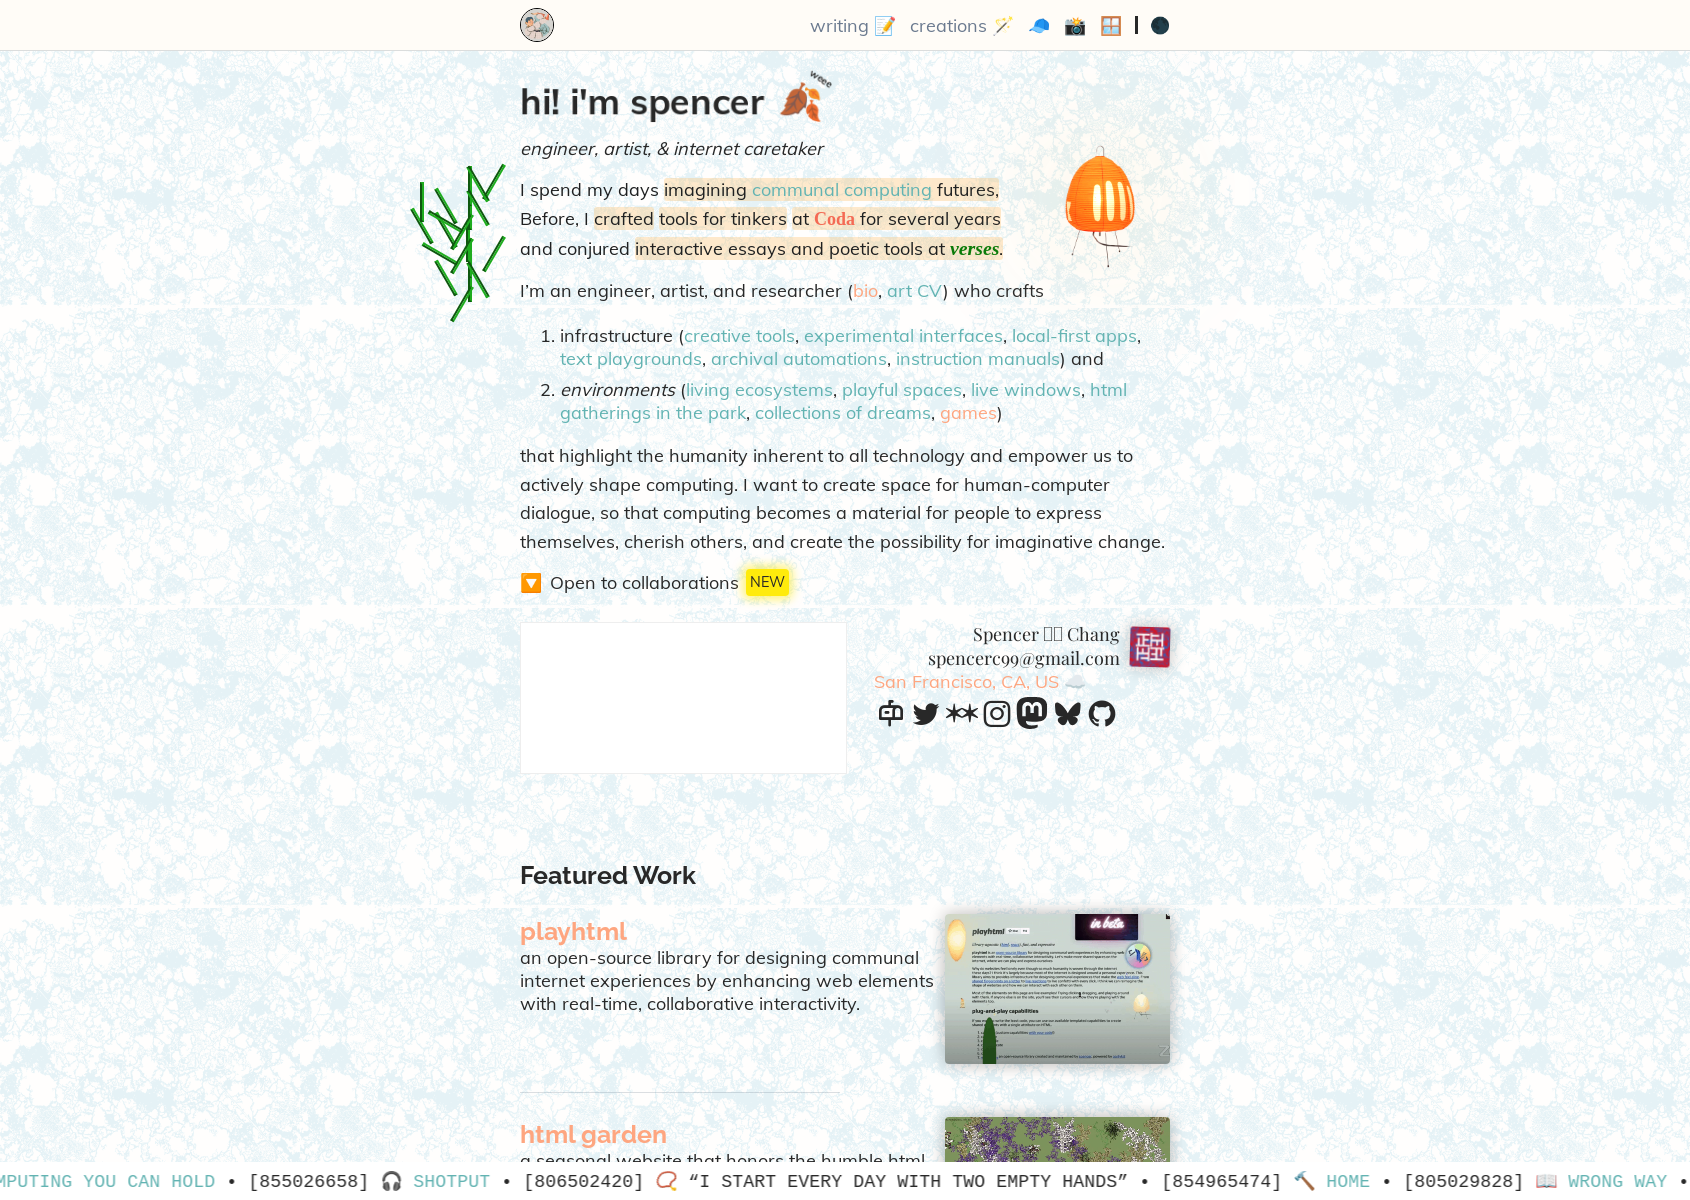 writing 📝 creations 🪄 🧢 📸 🪟 | 🌑
hi! i'm spencer
weee
engineer, artist, & internet caretaker
I spend my days imagining communal computing futures,
Before, I crafted tools for tinkers at Coda for several years
and conjured interactive essays and poetic tools at verses.
I’m an engineer, artist, and researcher (bio, art CV) who crafts
1. infrastructure (creative tools, experimental interfaces, local-first apps,
text playgrounds, archival automations, instruction manuals) and
2. environments (living ecosystems, playful spaces, live windows, html
gatherings in the park, collections of dreams, games)
that highlight the humanity inherent to all technology and empower us to
actively shape computing. I want to create space for human-computer
dialogue, so that computing becomes a material for people to express
themselves, cherish others, and create the possibility for imaginative change.
🔽 Open to collaborations NEW
Spencer Chang
spencerc99@gmail.com
San Francisco, CA, US ☁️
Featured Work
playhtml
an open-source library for designing communal
internet experiences by enhancing web elements
with real-time, collaborative interactivity.
in beta
playhtml
plug-and-play capabilities
html garden
a seasonal website that honors the humble html
MPUTING YOU CAN HOLD • [855026658] 🎧 SHOTPUT • [806502420] 📿 “I START EVERY DAY WITH TWO EMPTY HANDS” • [854965474] 🔨 HOME • [805029828] 📖 WRONG WAY •